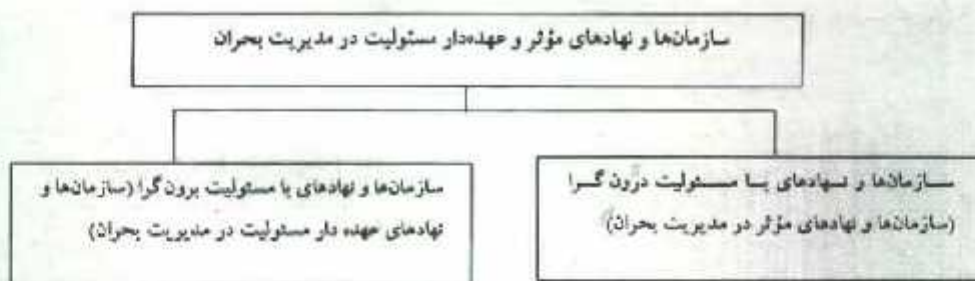 سازمان‌ها و نهادهای مؤثر و عهده‌دار مسئولیت در مدیریت بحران
سازمان‌ها و نهادهای با مسئولیت درون گرا
(سازمان‌ها و نهادهای مؤثر در مدیریت بحران)
سازمان‌ها و نهادهای با مسئولیت برون گرا (سازمان‌ها و
نهادهای عهده دار مسئولیت در مدیریت بحران)